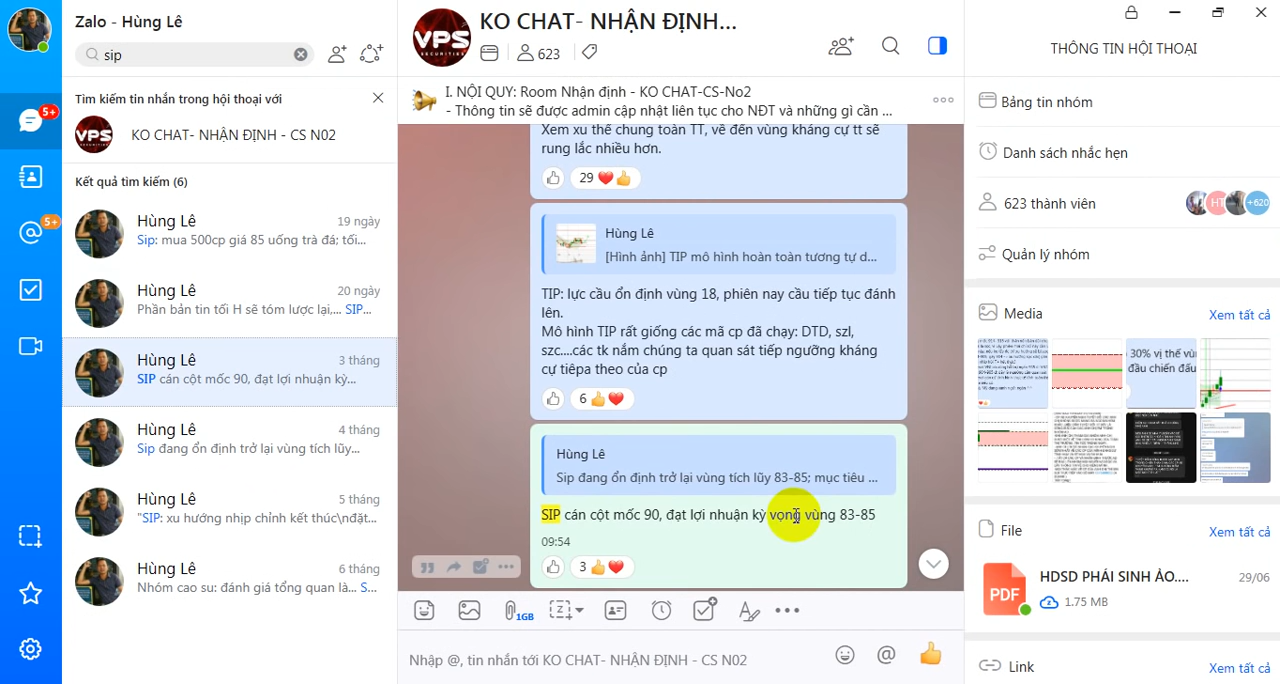 Zalo - Hùng Lê
sip
5+
5+
Tìm kiếm tin nhắn trong hội thoại với
VPS
SECURITIES
KO CHAT- NHẬN ĐỊNH - CS N02
Kết quả tìm kiếm (6)
Hùng Lê
19 ngày
Sip: mua 500cp giá 85 uống trà đá; tối...
Hùng Lê
20 ngày
Phần bản tin tối H sẽ tóm lược lại,... SIP...
Hùng Lê
3 tháng
SIP cán cột mốc 90, đạt lợi nhuận kỳ...
Hùng Lê
4 tháng
Sip đang ổn định trở lại vùng tích lũy...
Hùng Lê
5 tháng
"SIP: xu hướng nhịp chỉnh kết thúc\nđặt...
Hùng Lê
6 tháng
Nhóm cao su: đánh giá tổng quan là... S...
VPS
SECURITIES
KO CHAT- NHẬN ĐỊNH...
623
I. NỘI QUY: Room Nhận định - KO CHAT-CS-No2
- Thông tin sẽ được admin cập nhật liên tục cho NĐT và những gì cần ...
Xem xu thế chung toàn TT, về đến vùng kháng cự tt sẽ
rung lắc nhiều hơn.
29
Hùng Lê
[Hình ảnh] TIP mô hình hoàn toàn tương tự d...
TIP: lực cầu ổn định vùng 18, phiên nay cầu tiếp tục đánh
lên.
Mô hình TIP rất giống các mã cp đã chạy: DTD, szl,
szc....các tk nắm chúng ta quan sát tiếp ngưỡng kháng
cự tiêpa theo của cp
6
Hùng Lê
Sip đang ổn định trở lại vùng tích lũy 83-85; mục tiêu ...
SIP cán cột mốc 90, đạt lợi nhuận kỳ vọng vùng 83-85
09:54
3
1GB
Nhập @, tin nhắn tới KO CHAT- NHẬN ĐỊNH - CS N02
THÔNG TIN HỘI THOẠI
Bảng tin nhóm
Danh sách nhắc hẹn
623 thành viên
HT
+620
Quản lý nhóm
Media
Xem tất cả
30% vị thế vù
đầu chiến đấu
File
Xem tất cả
PDF
HDSD PHÁI SINH ẢO....
29/06
1.75 MB
Link
Xem tất cả